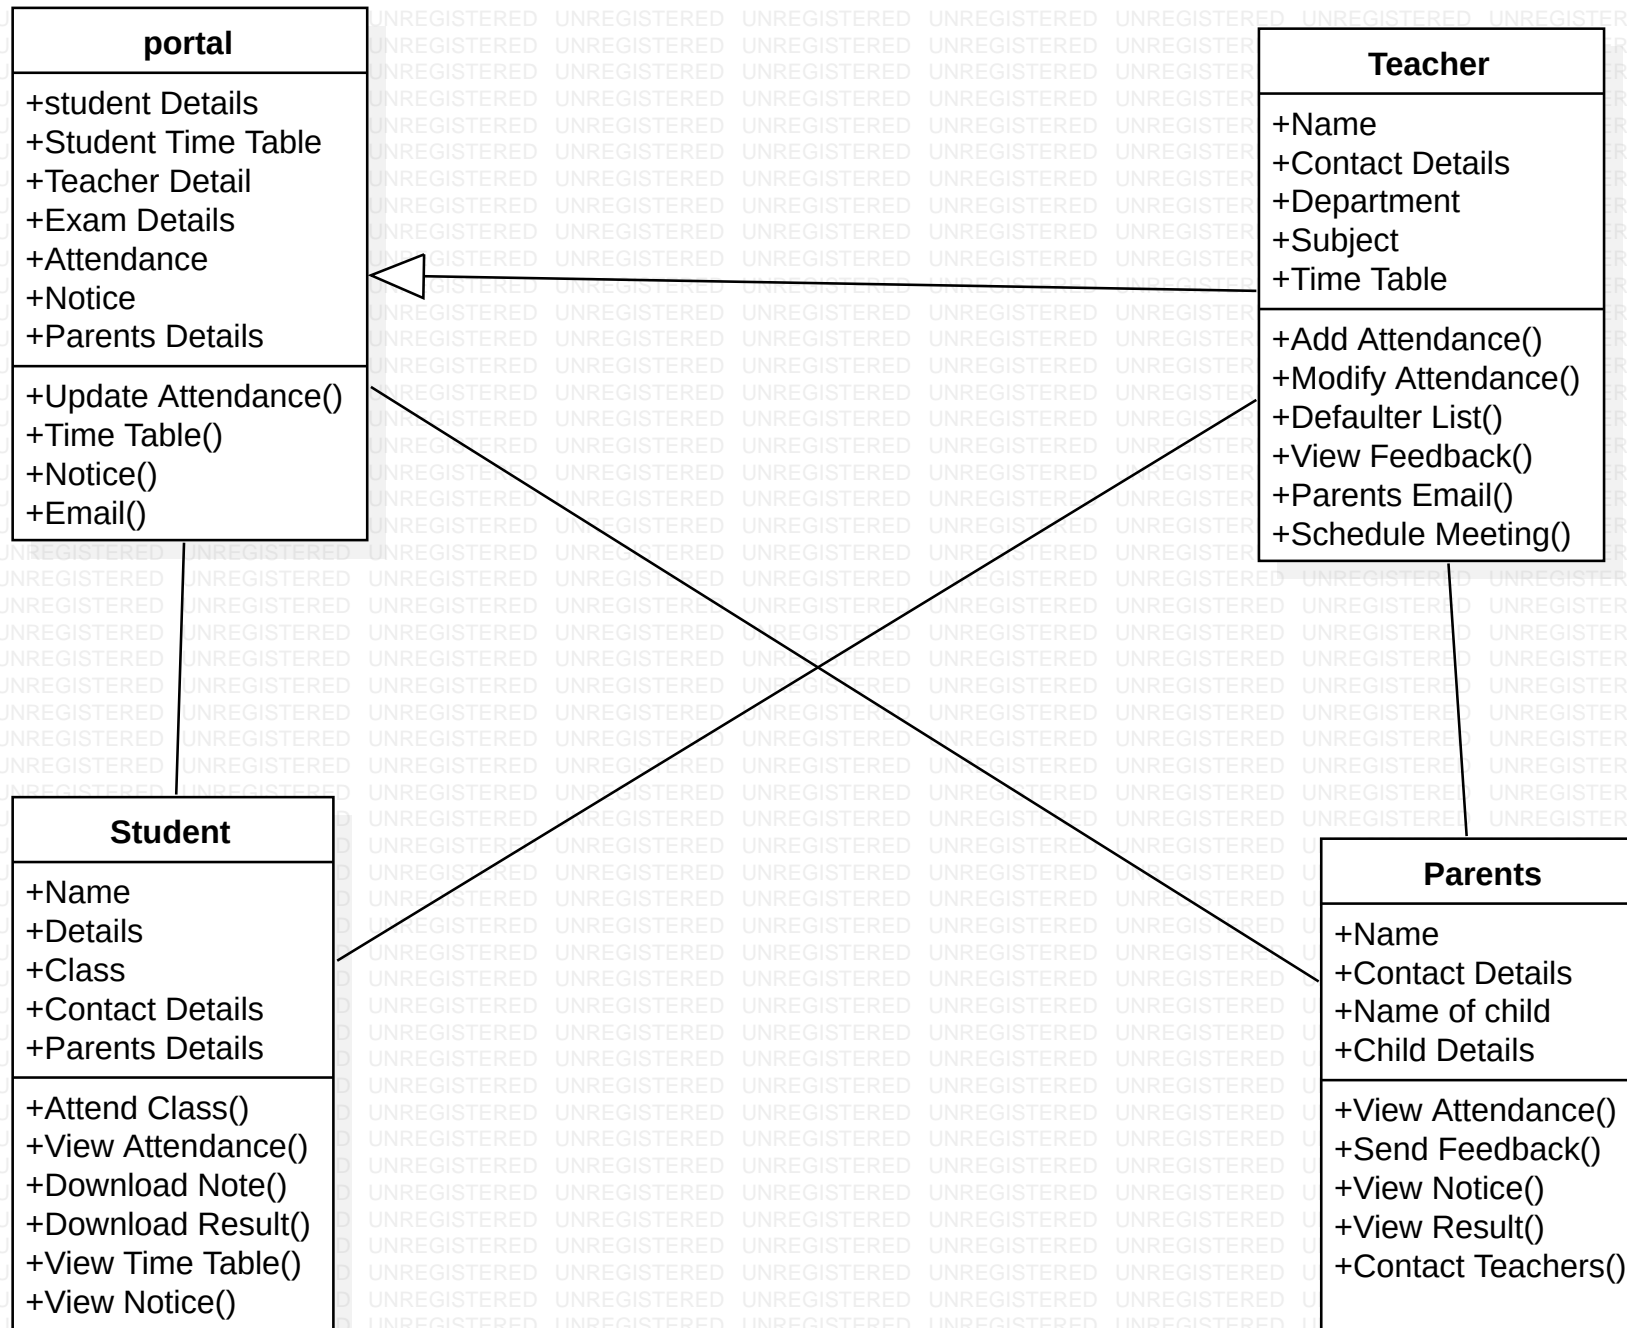 portal
+student Details
+Student Time Table
+Teacher Detail
+Exam Details
+Attendance
+Notice
+Parents Details
+Update Attendance()
+Time Table()
+Notice()
+Email()
Teacher
+Name
+Contact Details
+Department
+Subject
+Time Table
+Add Attendance()
+Modify Attendance()
+Defaulter List()
+View Feedback()
+Parents Email()
+Schedule Meeting()
Student
+Name
+Details
+Class
+Contact Details
+Parents Details
+Attend Class()
+View Attendance()
+Download Note()
+Download Result()
+View Time Table()
+View Notice()
Parents
+Name
+Contact Details
+Name of child
+Child Details
+View Attendance()
+Send Feedback()
+View Notice()
+View Result()
+Contact Teachers()
UNREGISTERED